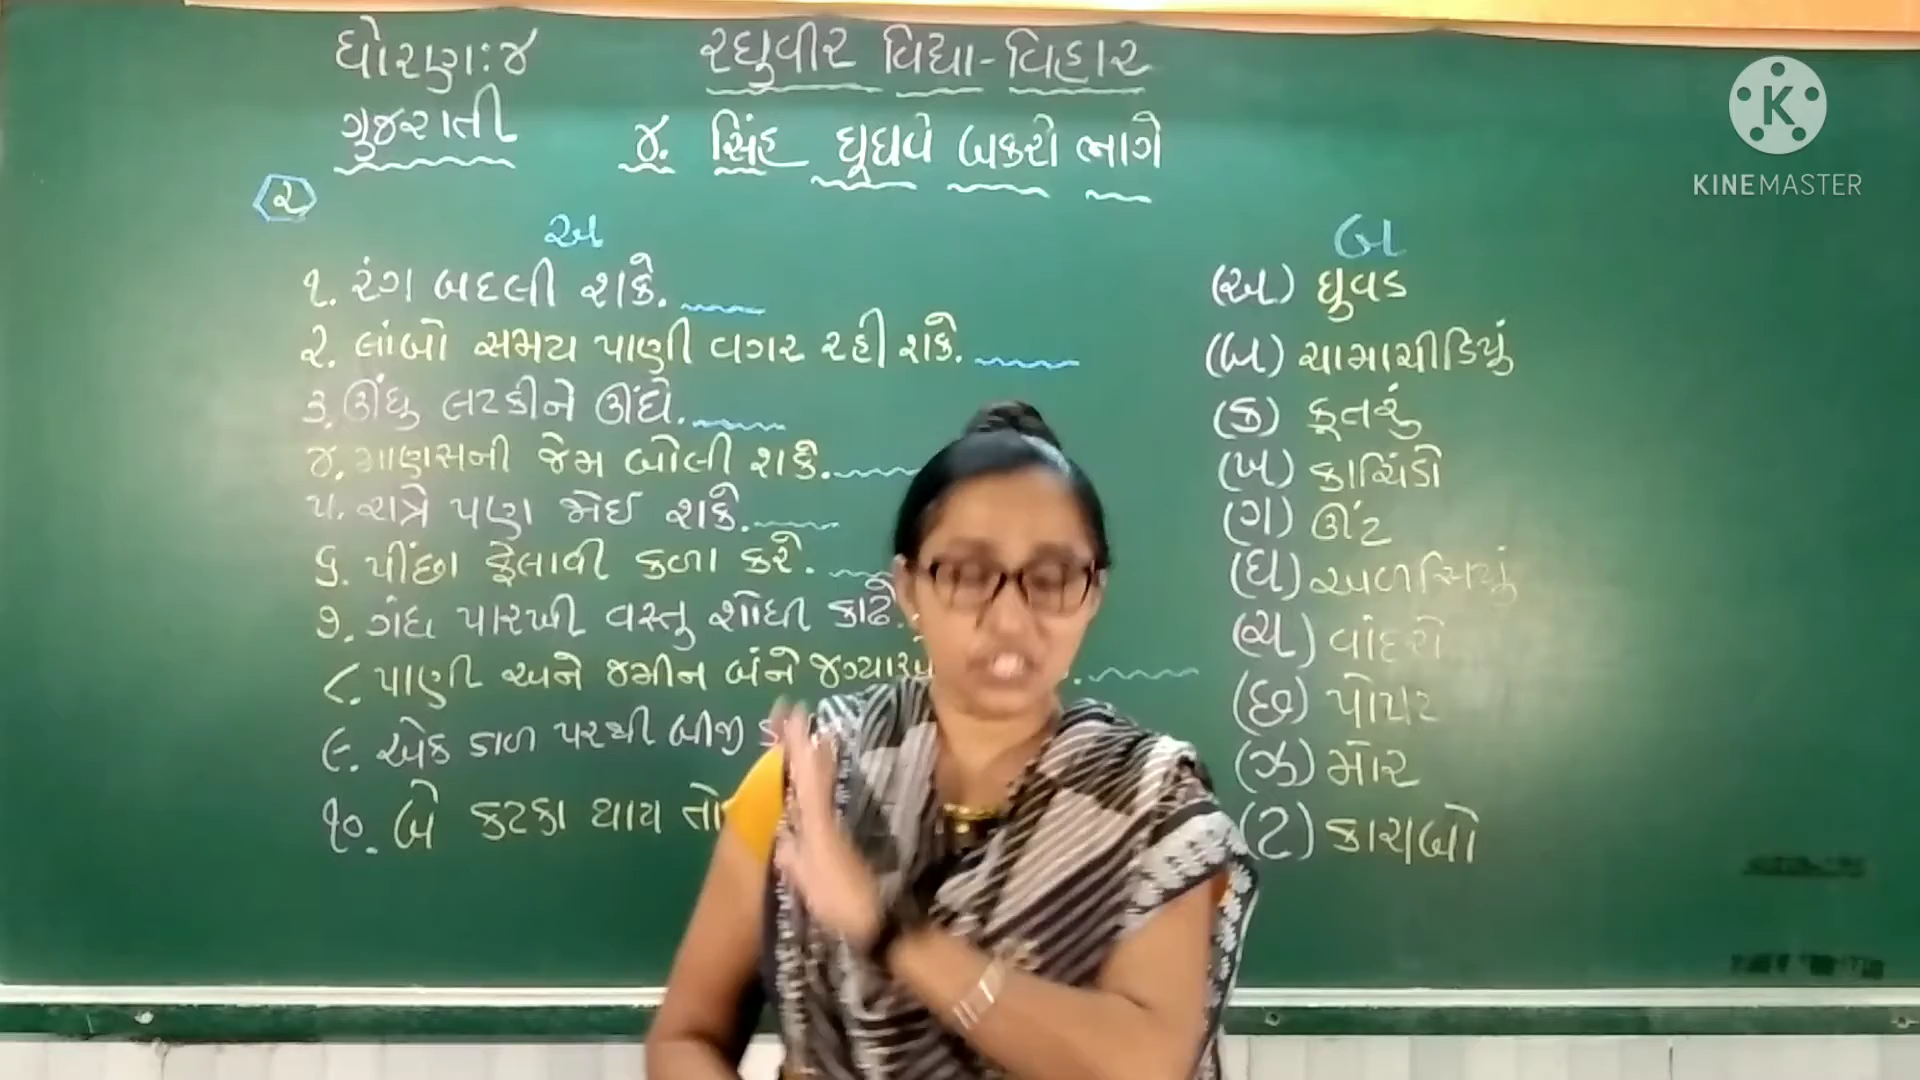 ધોરણઃ૪
રઘુવીર વિદ્યા-વિહાર
ગુજરાતી
૪. સિંહ ઘૂઘવે બકરો ભાગે
૨
અ
બ
૧. રંગ બદલી શકે.
(અ) ઘુવડ
૨. લાંબો સમય પાણી વગર રહી શકે.
(બ) ચામાચીડિયું
૩. ઊંધુ લટકીને ઊંઘે.
(ક) કૂતરું
૪. માણસની જેમ બોલી શકે.
(ખ) કાચિંડો
૫. રાત્રે પણ જોઈ શકે.
(ગ) ઊંટ
૬. પીંછા ફેલાવી કળા કરે.
(ઘ) અળસિયું
૭. ગંધ પારખી વસ્તુ શોધી કાઢે.
(ચ) વાંદરો
૮. પાણી અને જમીન બંને જગ્યાએ
(છ) પોપટ
૯. એક ડાળ પરથી બીજી
(ઝ) મોર
૧૦. બે કટકા થાય તો
(ટ) કાચબો
KINEMASTER